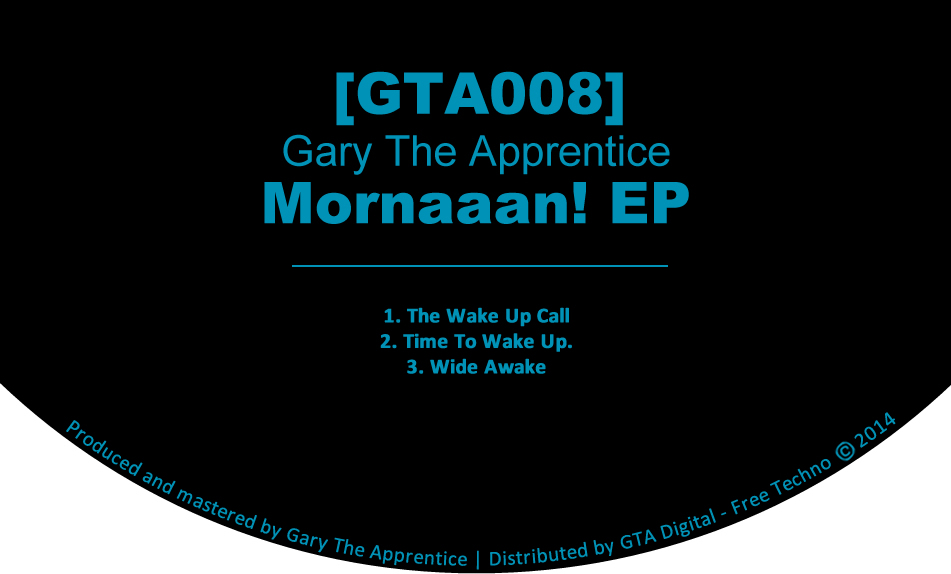 [GTA008]
Gary The Apprentice
Mornaaan! EP
1. The Wake Up Call
2. Time To Wake Up.
3. Wide Awake
Produced and mastered by Gary The Apprentice | Distributed by GTA Digital - Free Techno © 2014